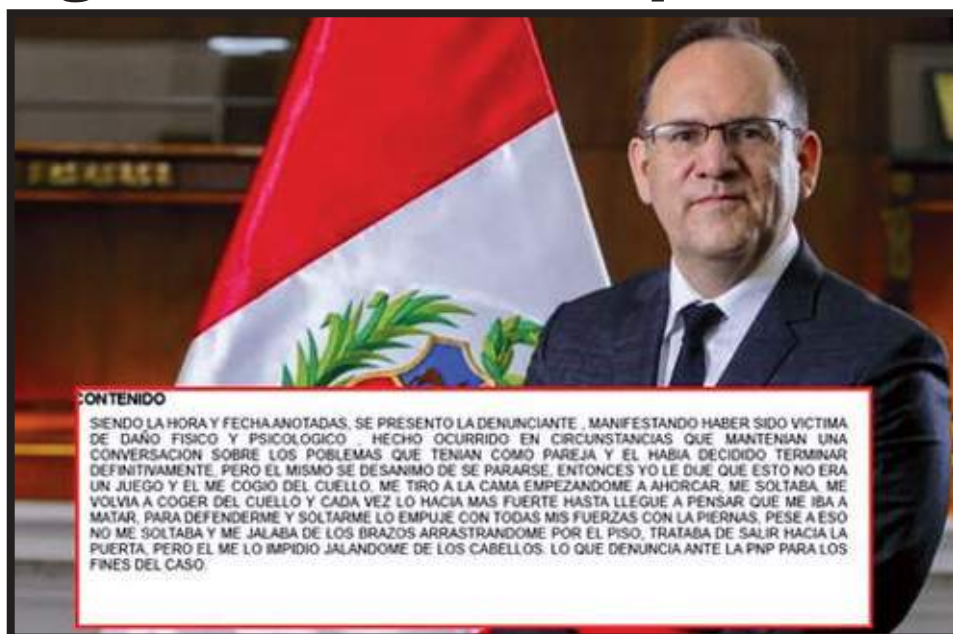 CONTENIDO
SIENDO LA HORA Y FECHA ANOTADAS, SE PRESENTO LA DENUNCIANTE , MANIFESTANDO HABER SIDO VICTIMA
DE DAÑO FISICO Y PSICOLOGICO , HECHO OCURRIDO EN CIRCUNSTANCIAS QUE MANTENIAN UNA
CONVERSACION SOBRE LOS POBLEMAS QUE TENIAN COMO PAREJA Y EL HABIA DECIDIDO TERMINAR
DEFINITIVAMENTE, PERO EL MISMO SE DESANIMO DE SE PARARSE, ENTONCES YO LE DIJE QUE ESTO NO ERA
UN JUEGO Y EL ME COGIO DEL CUELLO, ME TIRO A LA CAMA EMPEZANDOME A AHORCAR, ME SOLTABA, ME
VOLVIA A COGER DEL CUELLO Y CADA VEZ LO HACIA MAS FUERTE HASTA LLEGUE A PENSAR QUE ME IBA A
MATAR, PARA DEFENDERME Y SOLTARME LO EMPUJE CON TODAS MIS FUERZAS CON LA PIERNAS, PESE A ESO
NO ME SOLTABA Y ME JALABA DE LOS BRAZOS ARRASTRANDOME POR EL PISO, TRATABA DE SALIR HACIA LA
PUERTA, PERO EL ME LO IMPIDIO JALANDOME DE LOS CABELLOS. LO QUE DENUNCIA ANTE LA PNP PARA LOS
FINES DEL CASO.